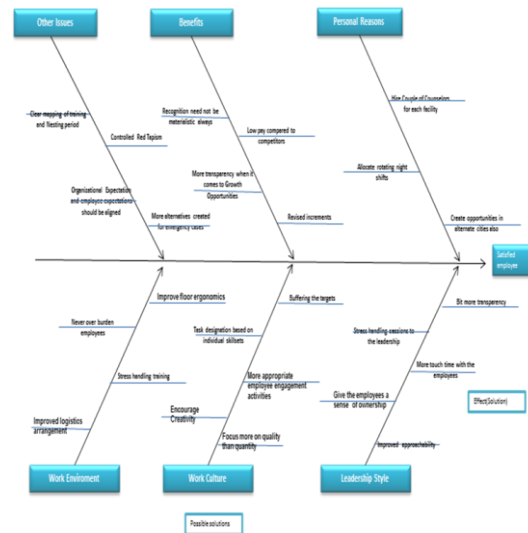 Other Issues
Benefits
Personal Reasons
Clear mapping of training
and Nesting period
Controlled Red Tapism
Organizational Expectation
and employee expectations
should be aligned
More alternatives created
for emergency cases
Recognition need not be
materialistic always
Low pay compared to
competitors
More transparency when it
comes to Growth
Opportunities
Revised increments
Hire Couple of Counselors
for each facility
Allocate rotating night
shifts
Create opportunities in
alternate cities also
Satisfied
employee
Improve floor ergonomics
Never over burden
employees
Stress handling training
Improved logistics
arrangement
Buffering the targets
Task designation based on
individual skillsets
More appropriate
employee engagement
activities
Encourage
Creativity
Focus more on quality
than quantity
Bit more transparency
Stress handling sessions to
the leadership
More touch time with the
employees
Give the employees a
sense of ownership
Improved approachability
Effect(Solution)
Work Enviroment
Work Culture
Leadership Style
Possible solutions